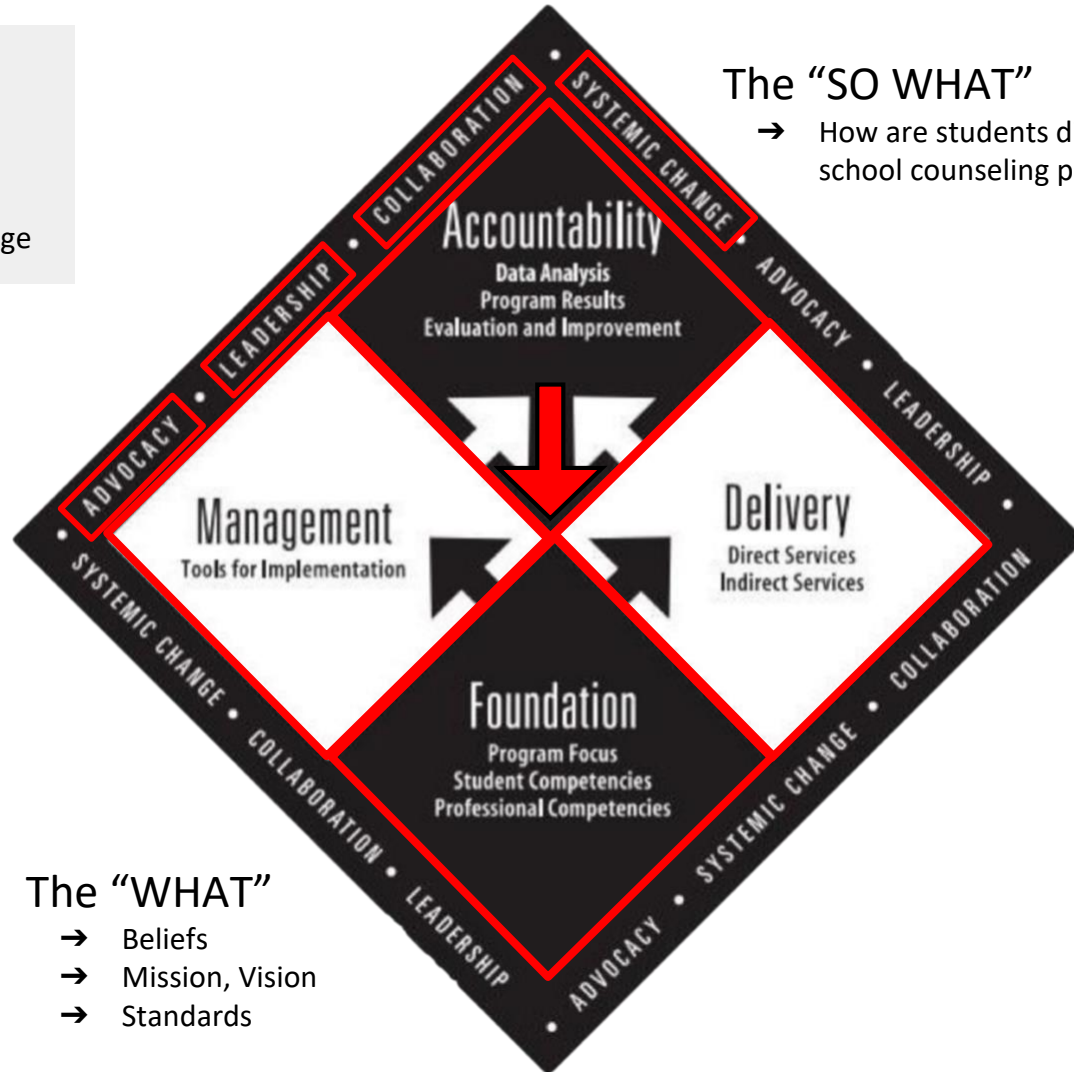 ge
The “SO WHAT”
➔ How are students d
school counseling p
• ADVOCACY • LEADERSHIP • COLLABORATION •
SYSTEMIC CHANGE • ADVOCACY • LEADERSHIP •
Accountability
Data Analysis
Program Results
Evaluation and Improvement
Management
Tools for Implementation
Delivery
Direct Services
Indirect Services
Foundation
Program Focus
Student Competencies
Professional Competencies
SYSTEMIC CHANGE • COLLABORATION • LEADERSHIP
• ADVOCACY • SYSTEMIC CHANGE • COLLABORATION
The “WHAT”
➔ Beliefs
➔ Mission, Vision
➔ Standards